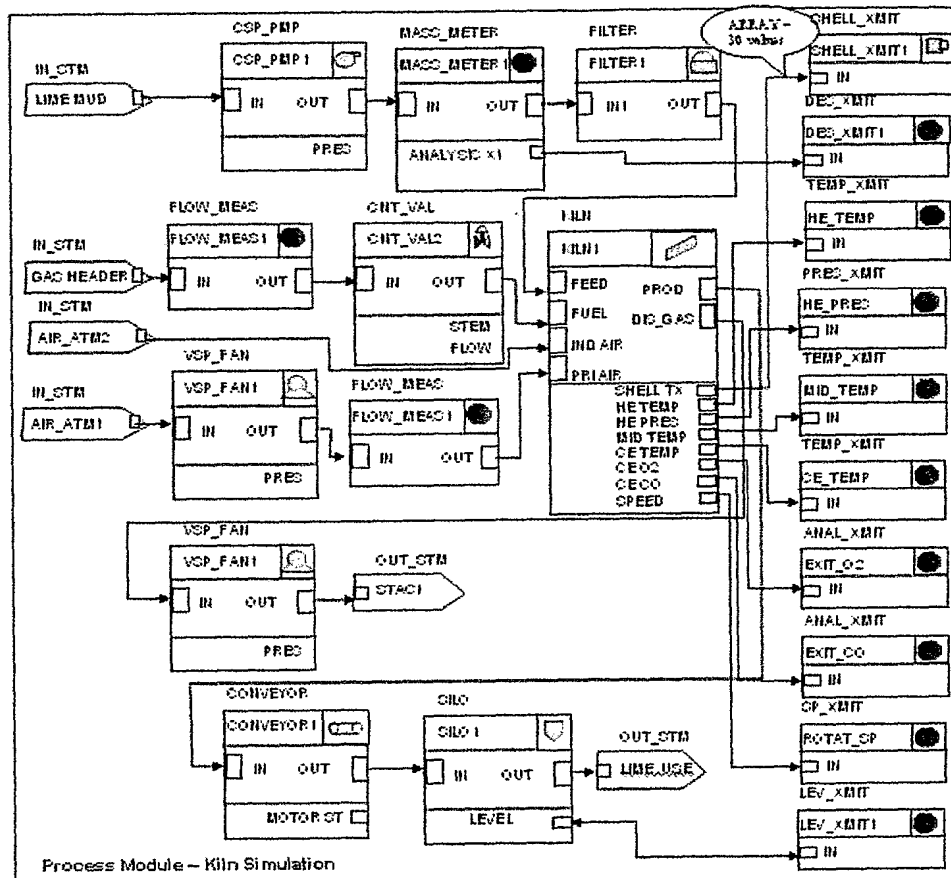 CSP_PMP
CSP_PMP1
IN OUT
PRES
MASS_METER
MASS_METER1
IN OUT
ANALYSIS X1
FILTER
FILTER1
IN1 OUT
ARRAY –
30 values
SHELL_XMIT
SHELL_XMIT1
IN
DES_XMIT
DES_XMIT1
IN
IN_STM
LIME MUD
FLOW_MEAS
FLOW_MEAS1
IN OUT
CNT_VAL
CNT_VAL2
IN OUT
STEM
FLOW
KILN
KILN1
FEED
FUEL
IND AIR
PRI AIR
PROD
DIS_GAS
SHELL TX
HE TEMP
HE PRES
MID TEMP
CE TEMP
CE O2
CE CO
SPEED
TEMP_XMIT
HE_TEMP
IN
PRES_XMIT
HE_PRES
IN
TEMP_XMIT
MID_TEMP
IN
TEMP_XMIT
CE_TEMP
IN
IN_STM
GAS HEADER
IN_STM
AIR_ATM2
IN_STM
AIR_ATM1
VSP_FAN
VSP_FAN1
IN OUT
PRES
FLOW_MEAS
FLOW_MEAS1
IN OUT
VSP_FAN
VSP_FAN1
IN OUT
PRES
OUT_STM
STAC1
ANAL_XMIT
EXIT_O2
IN
ANAL_XMIT
EXIT_CO
IN
SP_XMIT
ROTAT_SP
IN
LEV_XMIT
LEV_XMIT1
IN
CONVEYOR
CONVEYOR1
IN OUT
MOTOR ST
SILO
SILO1
IN OUT
LEVEL
OUT_STM
LIME_USE
Process Module – Kiln Simulation